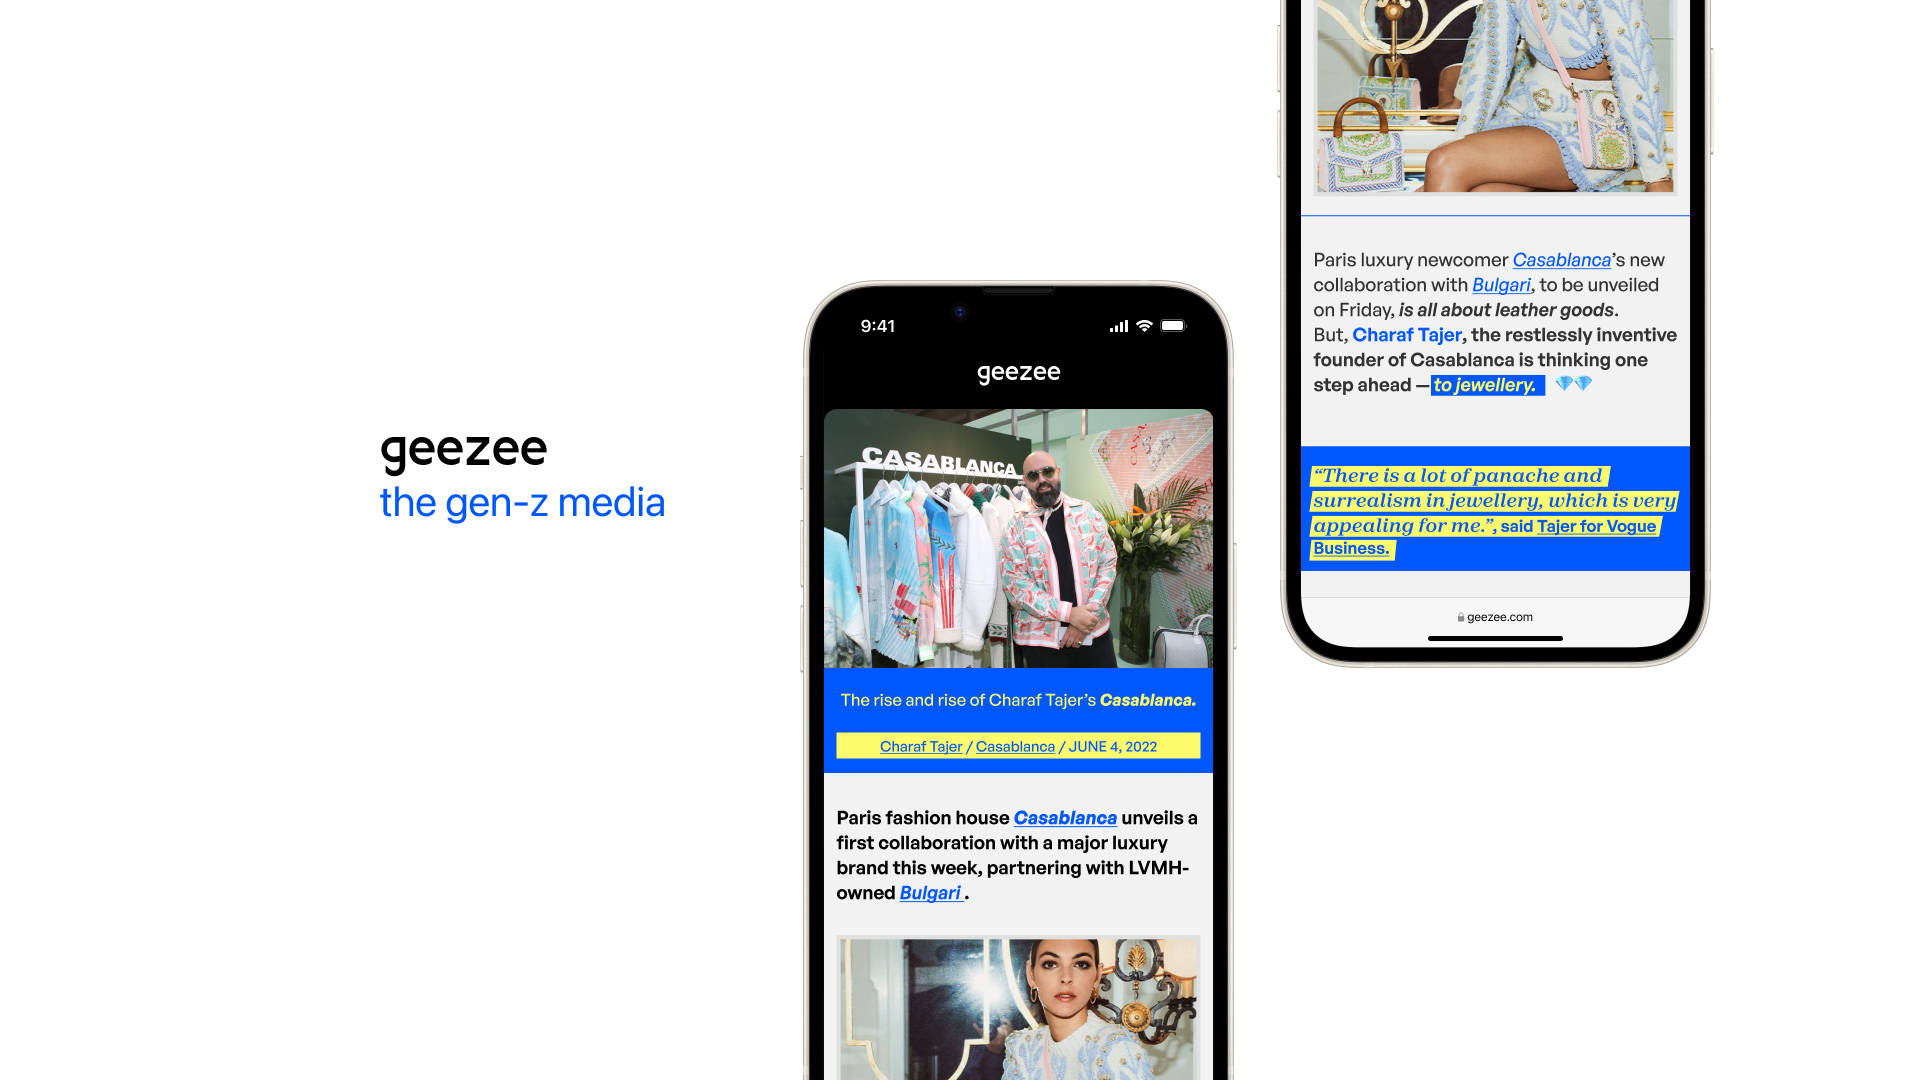 geezee
the gen-z media
9:41
geezee
CASABLANCA
The rise and rise of Charaf Tajer’s Casablanca.
Charaf Tajer / Casablanca / JUNE 4, 2022
Paris fashion house Casablanca unveils a
first collaboration with a major luxury
brand this week, partnering with LVMH-
owned Bulgari .
Paris luxury newcomer Casablanca’s new
collaboration with Bulgari, to be unveiled
on Friday, is all about leather goods.
But, Charaf Tajer, the restlessly inventive
founder of Casablanca is thinking one
step ahead — to jewellery. 💎💎
“There is a lot of panache and
surrealism in jewellery, which is very
appealing for me.”, said Tajer for Vogue
Business.
geezee.com